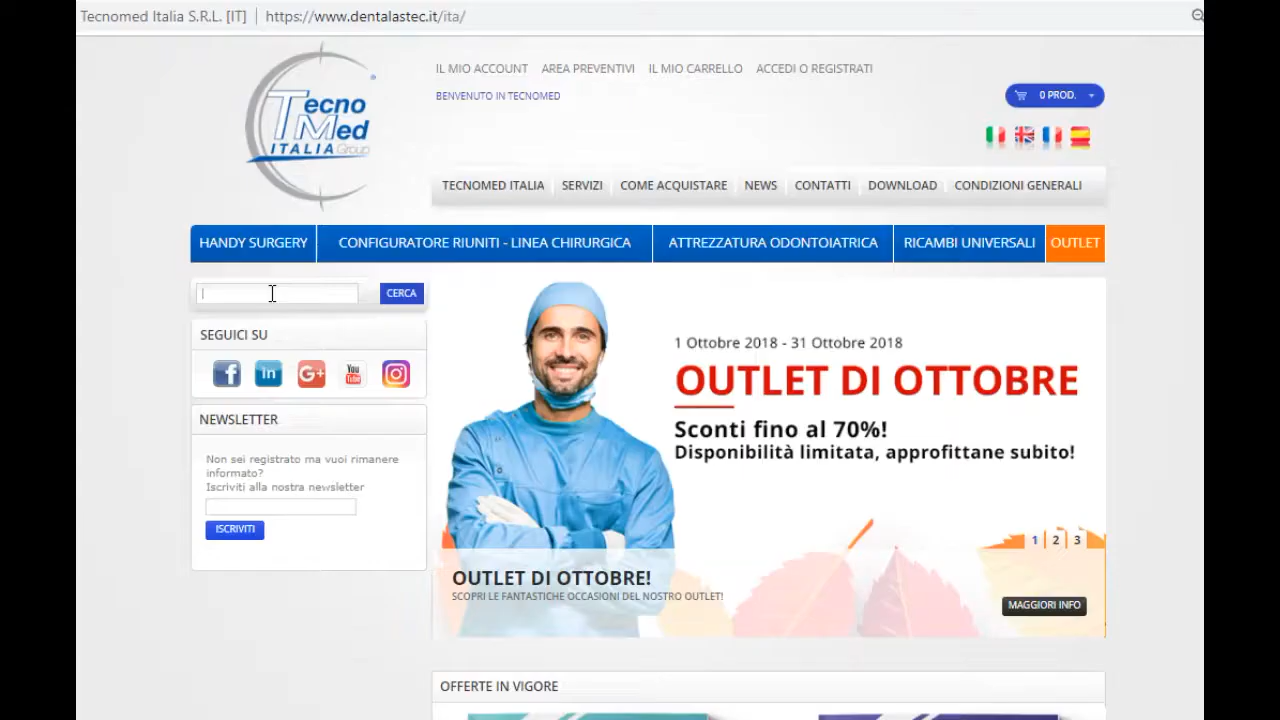 Tecnomed Italia S.R.L. [IT] https://www.dentalastec.it/ita/
Tecno
Med
ITALIA Group
IL MIO ACCOUNT AREA PREVENTIVI IL MIO CARRELLO ACCEDI O REGISTRATI
BENVENUTO IN TECNOMED
0 PROD.
TECNOMED ITALIA SERVIZI COME ACQUISTARE NEWS CONTATTI DOWNLOAD CONDIZIONI GENERALI
HANDY SURGERY CONFIGURATORE RIUNITI - LINEA CHIRURGICA ATTREZZATURA ODONTOIATRICA RICAMBI UNIVERSALI OUTLET
CERCA
SEGUICI SU
f in G+ You Tube
NEWSLETTER
Non sei registrato ma vuoi rimanere
informato?
Iscriviti alla nostra newsletter
ISCRIVITI
1 Ottobre 2018 - 31 Ottobre 2018
OUTLET DI OTTOBRE
Sconti fino al 70%!
Disponibilità limitata, approfittane subito!
1 2 3
OUTLET DI OTTOBRE!
SCOPRI LE FANTASTICHE OCCASIONI DEL NOSTRO OUTLET!
MAGGIORI INFO
OFFERTE IN VIGORE